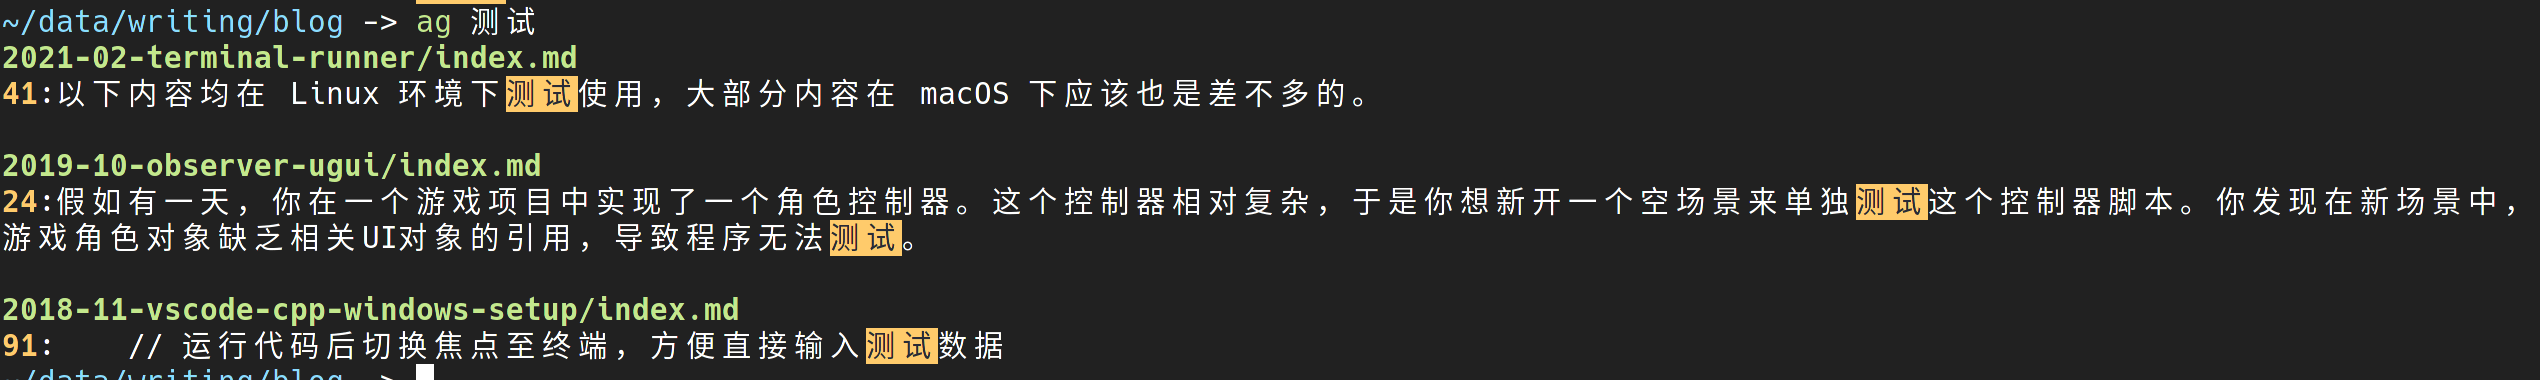 ~/data/writing/blog -> ag 测试
2021-02-terminal-runner/index.md
41:以下内容均在 Linux 环境下测试使用，大部分内容在 macOS 下应该也是差不多的。
2019-10-observer-ugui/index.md
24:假如有一天，你在一个游戏项目中实现了一个角色控制器。这个控制器相对复杂，于是你想新开一个空场景来单独测试这个控制器脚本。你发现在新场景中，
游戏角色对象缺乏相关UI对象的引用，导致程序无法测试。
2018-11-vscode-cpp-windows-setup/index.md
91:    // 运行代码后切换焦点至终端，方便直接输入测试数据
~/data/writing/blog ->